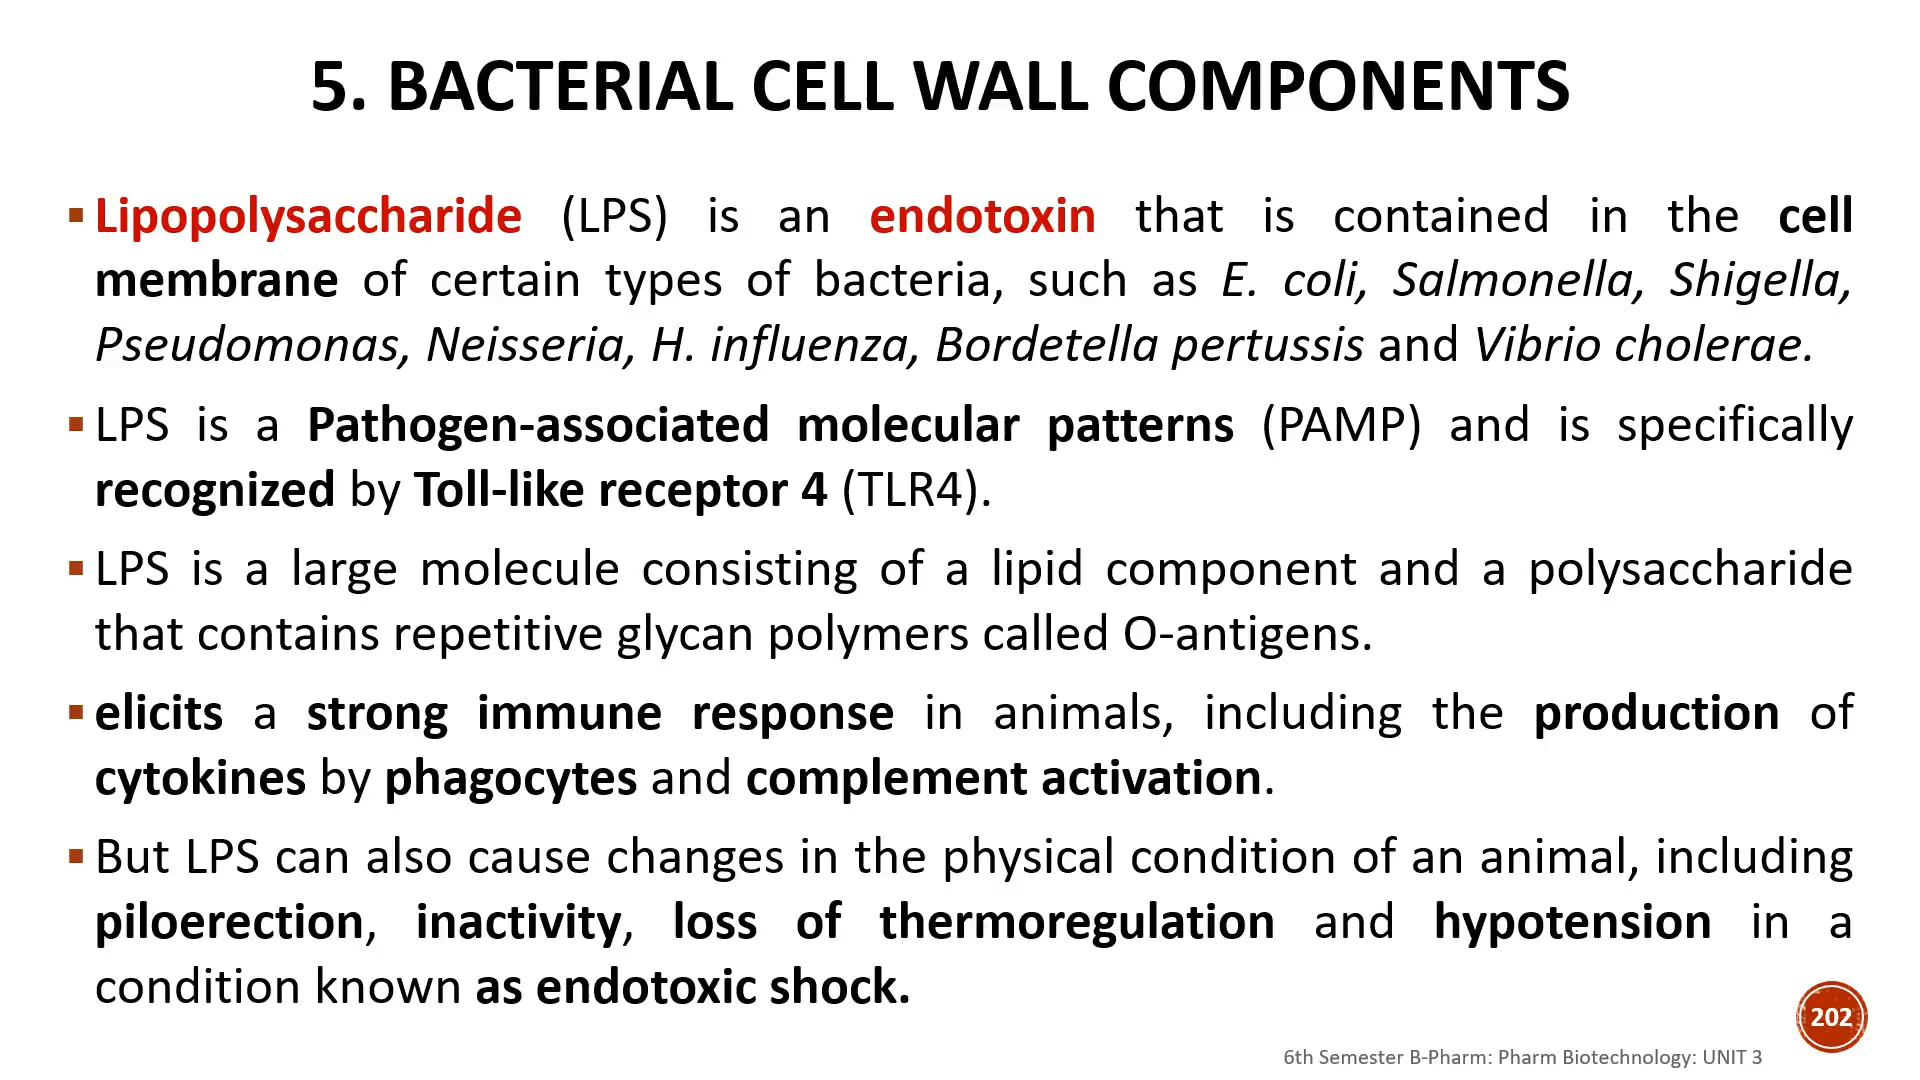 5. BACTERIAL CELL WALL COMPONENTS
▪ Lipopolysaccharide (LPS) is an endotoxin that is contained in the cell
membrane of certain types of bacteria, such as E. coli, Salmonella, Shigella,
Pseudomonas, Neisseria, H. influenza, Bordetella pertussis and Vibrio cholerae.
▪ LPS is a Pathogen-associated molecular patterns (PAMP) and is specifically
recognized by Toll-like receptor 4 (TLR4).
▪ LPS is a large molecule consisting of a lipid component and a polysaccharide
that contains repetitive glycan polymers called O-antigens.
▪ elicits a strong immune response in animals, including the production of
cytokines by phagocytes and complement activation.
▪ But LPS can also cause changes in the physical condition of an animal, including
piloerection, inactivity, loss of thermoregulation and hypotension in a
condition known as endotoxic shock.
202
6th Semester B-Pharm: Pharm Biotechnology: UNIT 3